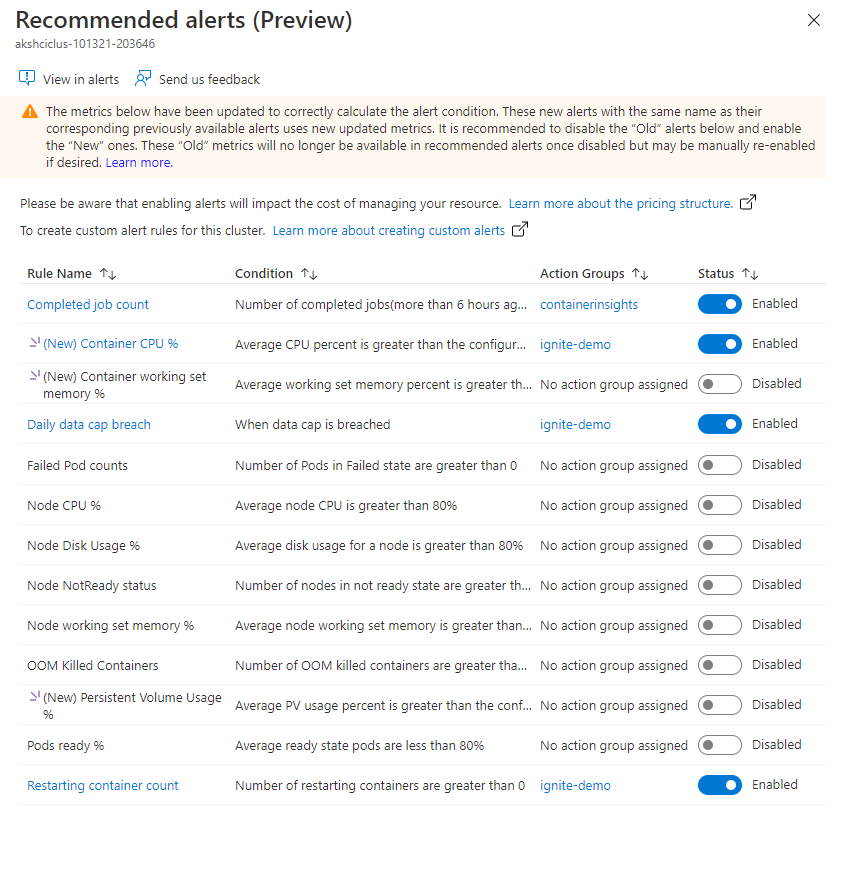 Recommended alerts (Preview)
akshciclus-101321-203646
View in alerts Send us feedback
The metrics below have been updated to correctly calculate the alert condition. These new alerts with the same name as their
corresponding previously available alerts uses new updated metrics. It is recommended to disable the “Old” alerts below and enable
the “New” ones. These “Old” metrics will no longer be available in recommended alerts once disabled but may be manually re-enabled
if desired. Learn more.
Please be aware that enabling alerts will impact the cost of managing your resource. Learn more about the pricing structure.
To create custom alert rules for this cluster. Learn more about creating custom alerts
Rule Name Condition Action Groups Status
Completed job count Number of completed jobs(more than 6 hours ag... containerinsights Enabled
(New) Container CPU % Average CPU percent is greater than the configur... ignite-demo Enabled
(New) Container working set
memory % Average working set memory percent is greater th... No action group assigned Disabled
Daily data cap breach When data cap is breached ignite-demo Enabled
Failed Pod counts Number of Pods in Failed state are greater than 0 No action group assigned Disabled
Node CPU % Average node CPU is greater than 80% No action group assigned Disabled
Node Disk Usage % Average disk usage for a node is greater than 80% No action group assigned Disabled
Node NotReady status Number of nodes in not ready state are greater th... No action group assigned Disabled
Node working set memory % Average node working set memory is greater than... No action group assigned Disabled
OOM Killed Containers Number of OOM killed containers are greater tha... No action group assigned Disabled
(New) Persistent Volume Usage
% Average PV usage percent is greater than the conf... No action group assigned Disabled
Pods ready % Average ready state pods are less than 80% No action group assigned Disabled
Restarting container count Number of restarting containers are greater than 0 ignite-demo Enabled